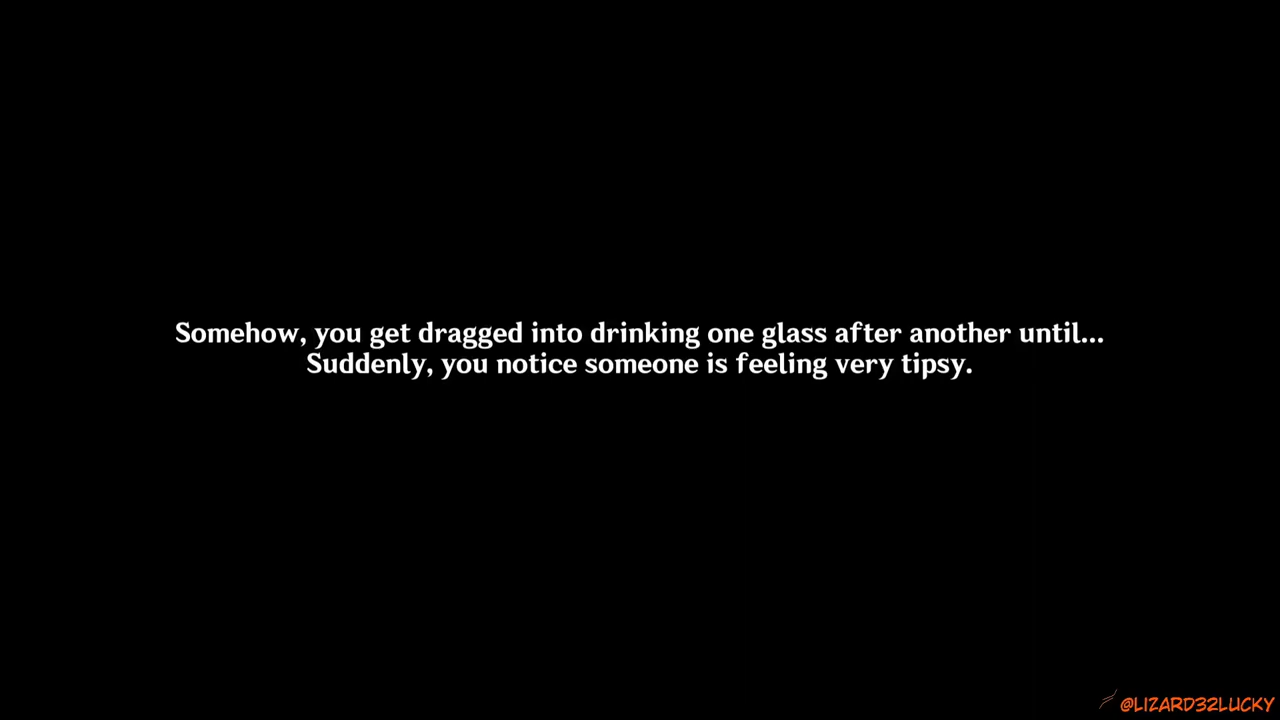 Somehow, you get dragged into drinking one glass after another until...
Suddenly, you notice someone is feeling very tipsy.
@LIZARD32LUCKY